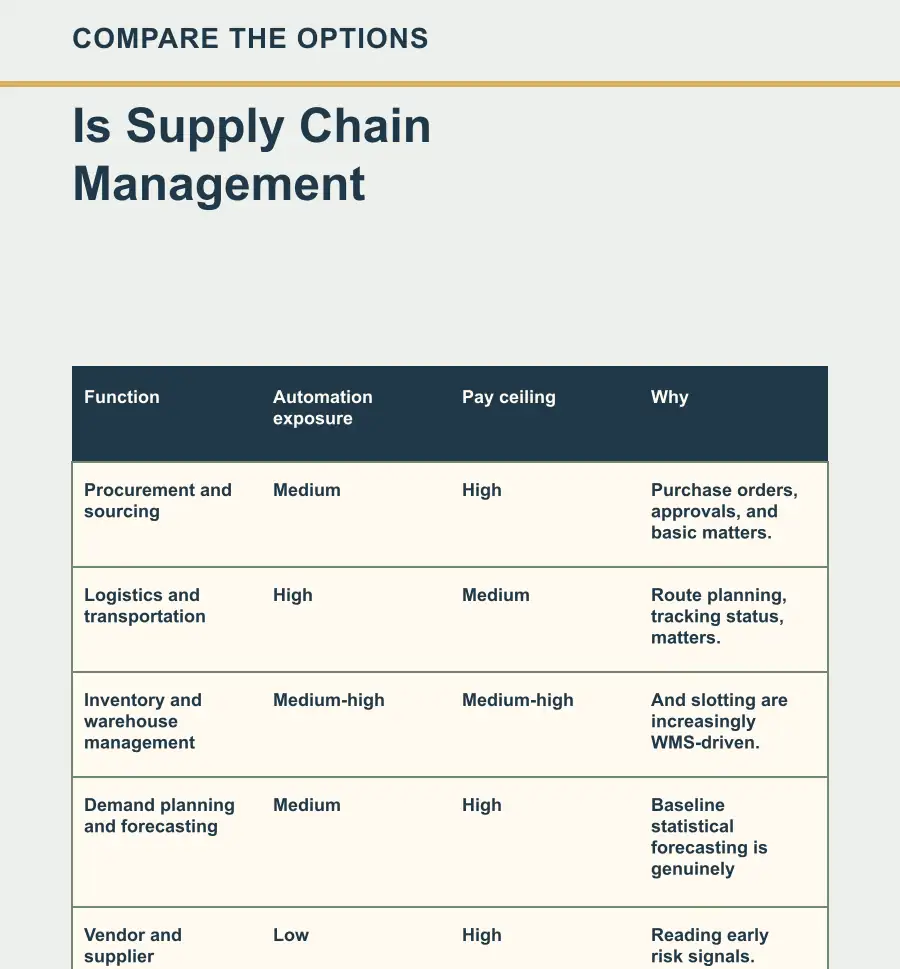 COMPARE THE OPTIONS
Is Supply Chain
Management
Function
Automation
exposure
Pay ceiling
Why
Procurement and
sourcing
Medium
High
Purchase orders,
approvals, and
basic matters.
Logistics and
transportation
High
Medium
Route planning,
tracking status,
matters.
Inventory and
warehouse
management
Medium-high
Medium-high
And slotting are
increasingly
WMS-driven.
Demand planning
and forecasting
Medium
High
Baseline
statistical
forecasting is
genuinely
Vendor and
supplier
Low
High
Reading early
risk signals.